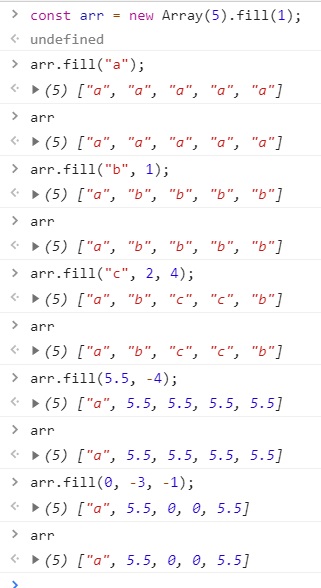 > const arr = new Array(5).fill(1);
undefined
> arr.fill("a");
(5) ["a", "a", "a", "a", "a"]
> arr
(5) ["a", "a", "a", "a", "a"]
> arr.fill("b", 1);
(5) ["a", "b", "b", "b", "b"]
> arr
(5) ["a", "b", "b", "b", "b"]
> arr.fill("c", 2, 4);
(5) ["a", "b", "c", "c", "b"]
> arr
(5) ["a", "b", "c", "c", "b"]
> arr.fill(5.5, -4);
(5) ["a", 5.5, 5.5, 5.5, 5.5]
> arr
(5) ["a", 5.5, 5.5, 5.5, 5.5]
> arr.fill(0, -3, -1);
(5) ["a", 5.5, 0, 0, 5.5]
> arr
(5) ["a", 5.5, 0, 0, 5.5]
>